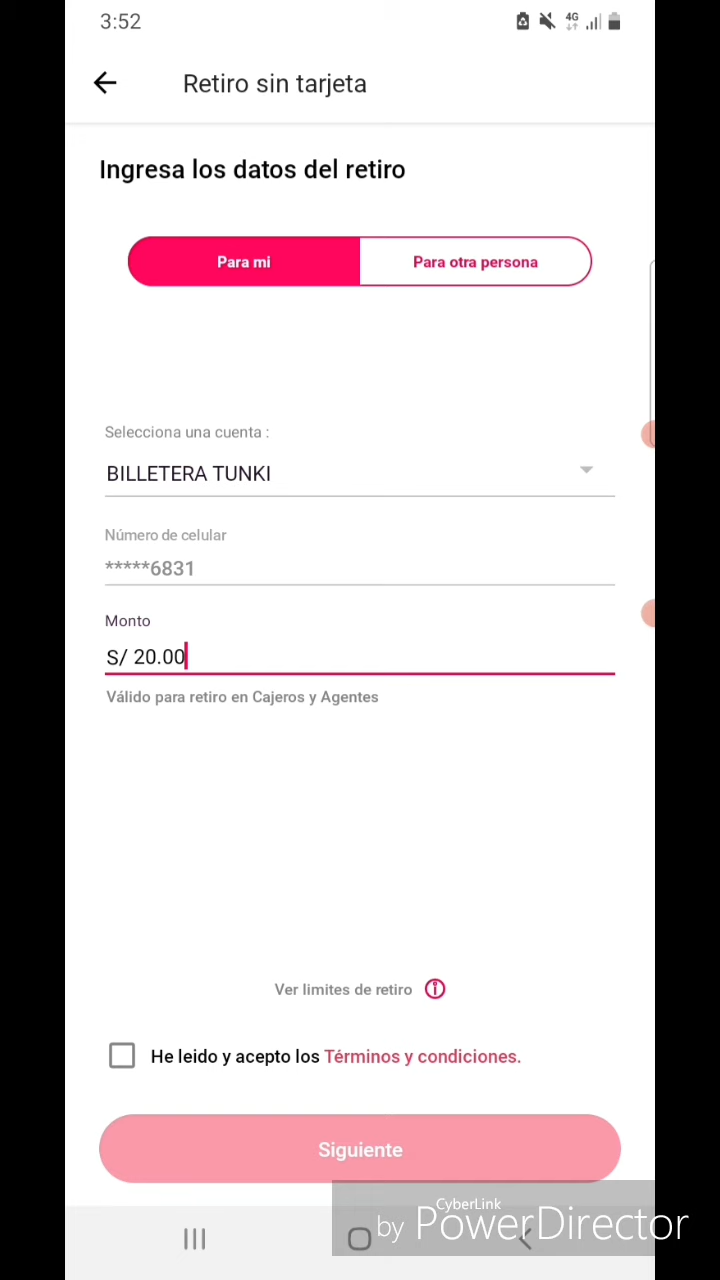 3:52
4G
Retiro sin tarjeta
Ingresa los datos del retiro
Para mi
Para otra persona
Selecciona una cuenta :
BILLETERA TUNKI
Número de celular
*****6831
Monto
S/ 20.00
Válido para retiro en Cajeros y Agentes
Ver limites de retiro
He leido y acepto los Términos y condiciones.
Siguiente
CyberLink
by PowerDirector